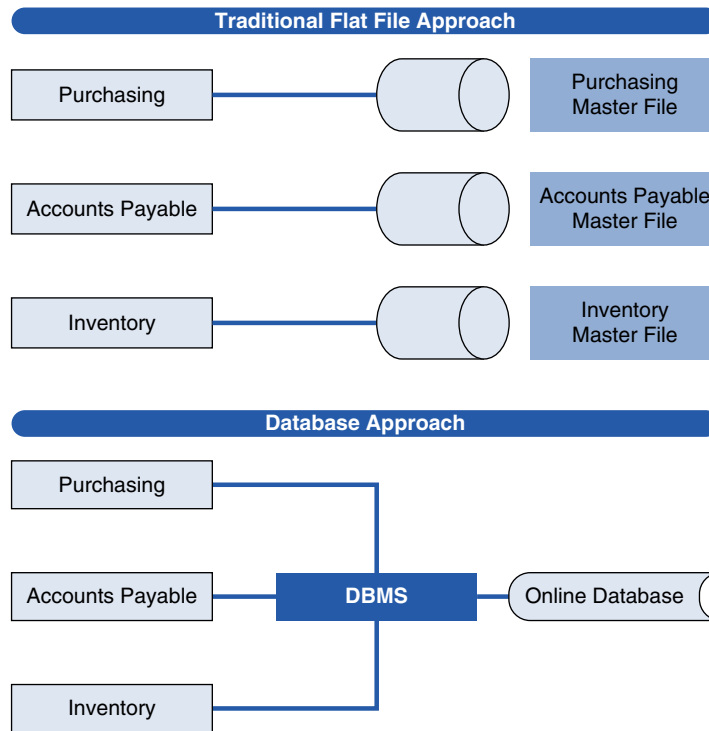 Traditional Flat File Approach
Purchasing
Purchasing
Master File
Accounts Payable
Accounts Payable
Master File
Inventory
Inventory
Master File
Database Approach
Purchasing
Accounts Payable
DBMS
Online Database
Inventory